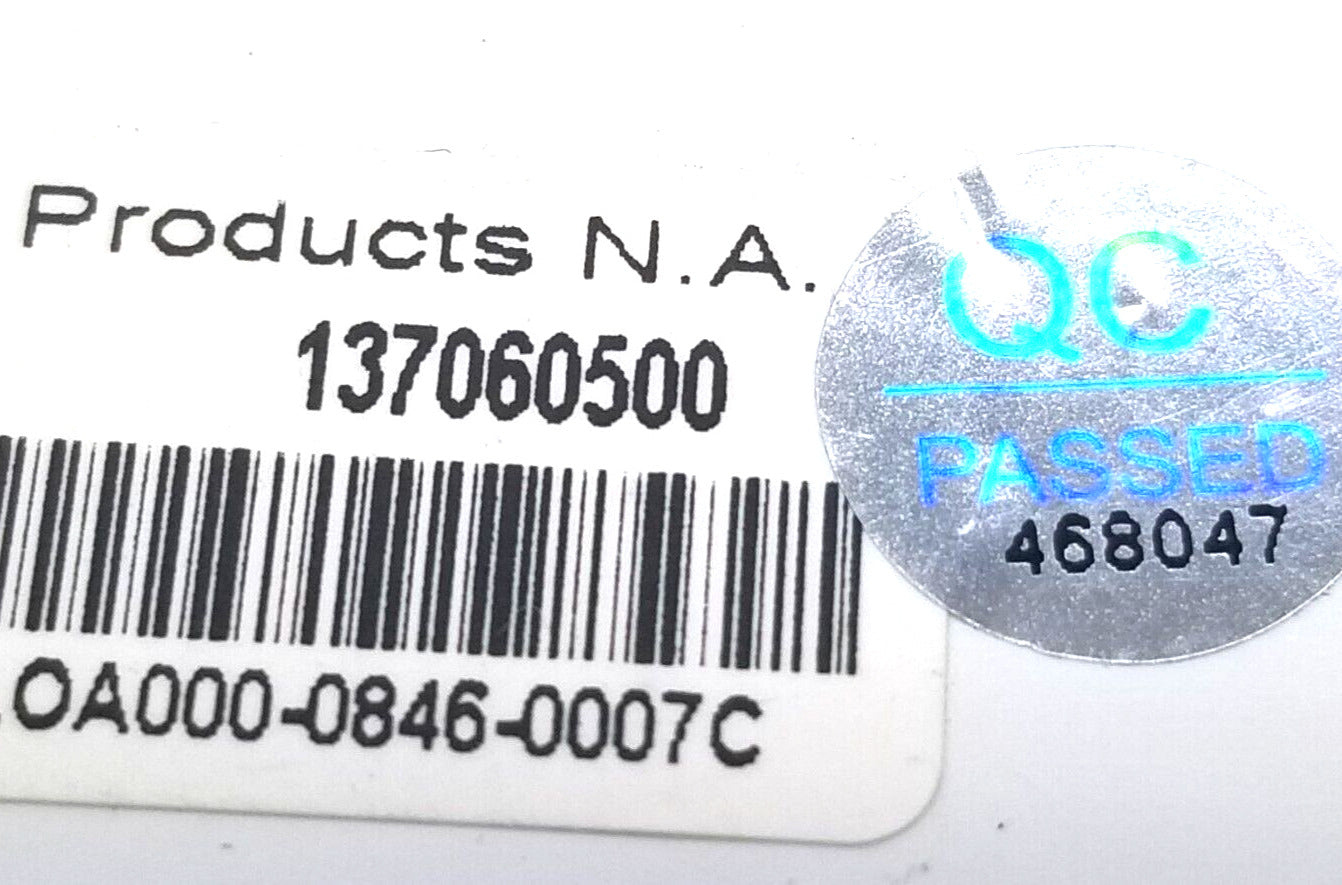 Products N.A.
137060500
OA000-0846-0007C
QC
PASSED
468047